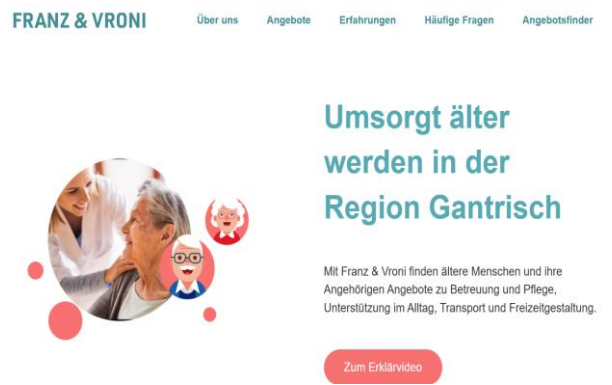 FRANZ & VRONI
Über uns Angebote Erfahrungen Häufige Fragen Angebotsfinder
Umsorgt älter
werden in der
Region Gantrisch
Mit Franz & Vroni finden ältere Menschen und ihre
Angehörigen Angebote zu Betreuung und Pflege,
Unterstützung im Alltag, Transport und Freizeitgestaltung.
Zum Erklärvideo